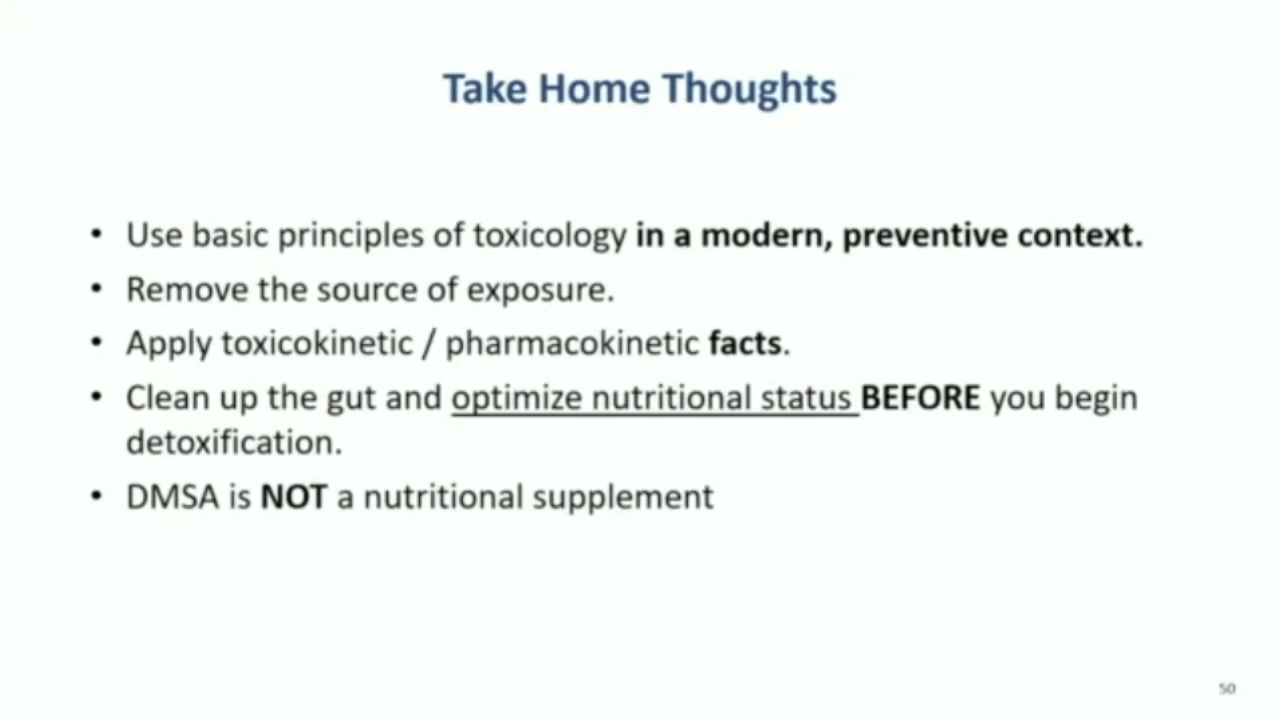 Take Home Thoughts
• Use basic principles of toxicology in a modern, preventive context.
• Remove the source of exposure.
• Apply toxicokinetic / pharmacokinetic facts.
• Clean up the gut and optimize nutritional status BEFORE you begin
detoxification.
• DMSA is NOT a nutritional supplement
50